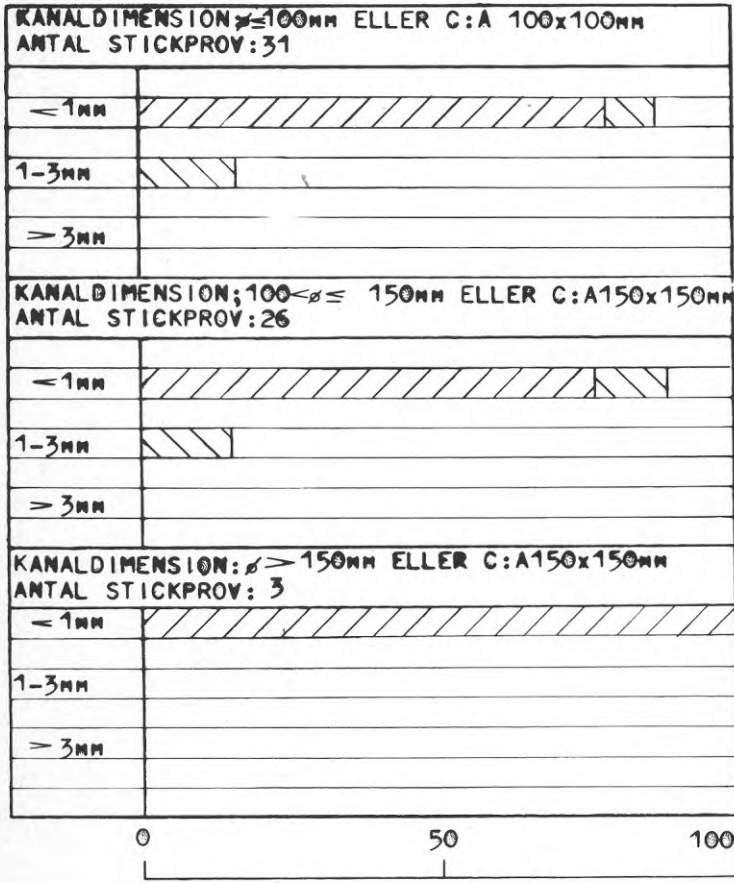 KANALDIMENSION:ø≤100MM ELLER C:A 100x100MM
ANTAL STICKPROV:31
<1MM
1-3MM
>3MM
KANALDIMENSION;100<ø≤ 150MM ELLER C:A150x150MM
ANTAL STICKPROV:26
<1MM
1-3MM
>3MM
KANALDIMENSION:ø>150MM ELLER C:A150x150MM
ANTAL STICKPROV: 3
<1MM
1-3MM
>3MM
0 50 100